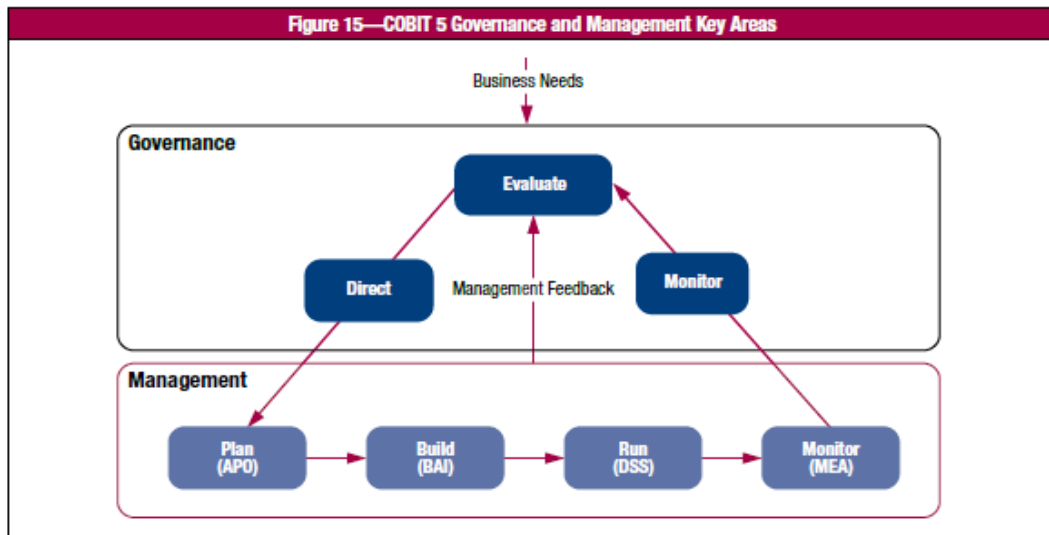 Figure 15—COBIT 5 Governance and Management Key Areas
Business Needs
Governance
Evaluate
Direct
Management Feedback
Monitor
Management
Plan
(APO)
Build
(BAI)
Run
(DSS)
Monitor
(MEA)